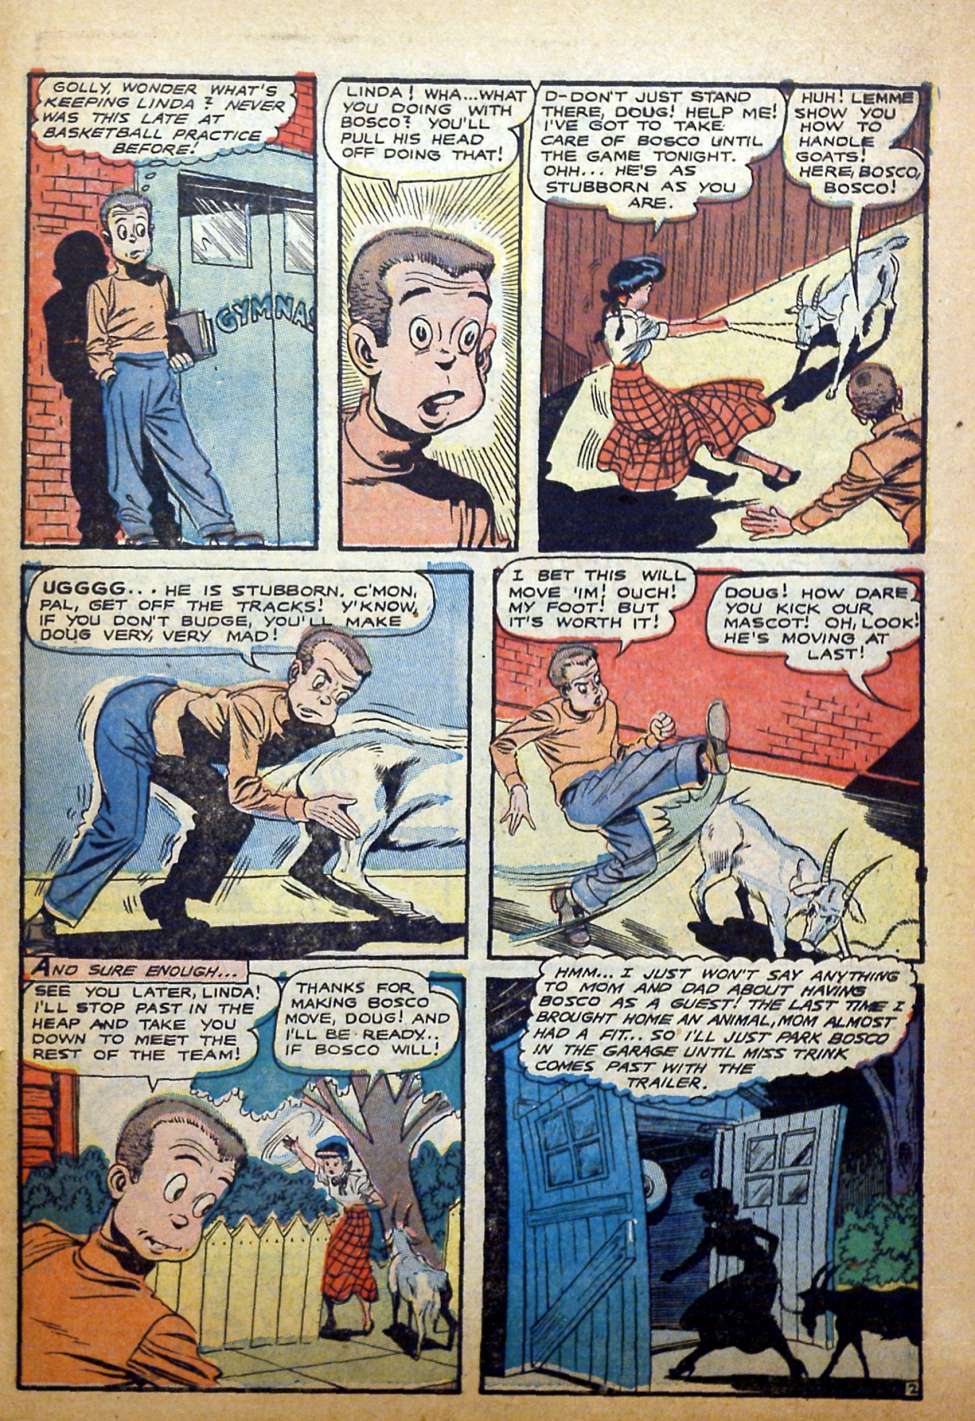 GOLLY, WONDER WHAT'S
KEEPING LINDA? NEVER
WAS THIS LATE AT
BASKETBALL PRACTICE
BEFORE!
GYMNAS
LINDA! WHA...WHAT
YOU DOING WITH
BOSCO? YOU'LL
PULL HIS HEAD
OFF DOING THAT!
D-DON'T JUST STAND
THERE, DOUG! HELP ME!
I'VE GOT TO TAKE
CARE OF BOSCO UNTIL
THE GAME TONIGHT.
OHH... HE'S AS
STUBBORN AS YOU
ARE.
HUH! LEMME
SHOW YOU
HOW TO
HANDLE
GOATS!
HERE, BOSCO,
BOSCO!
UGGGG... HE IS STUBBORN. C'MON,
PAL, GET OFF THE TRACKS! Y'KNOW,
IF YOU DON'T BUDGE, YOU'LL MAKE
DOUG VERY, VERY MAD!
I BET THIS WILL
MOVE 'IM! OUCH!
MY FOOT! BUT
IT'S WORTH IT!
DOUG! HOW DARE
YOU KICK OUR
MASCOT! OH, LOOK!
HE'S MOVING AT
LAST!
AND SURE ENOUGH...
SEE YOU LATER, LINDA!
I'LL STOP PAST IN THE
HEAP AND TAKE YOU
DOWN TO MEET THE
REST OF THE TEAM!
THANKS FOR
MAKING BOSCO
MOVE, DOUG! AND
I'LL BE READY...
IF BOSCO WILL!
HMM... I JUST WON'T SAY ANYTHING
TO MOM AND DAD ABOUT HAVING
BOSCO AS A GUEST! THE LAST TIME I
BROUGHT HOME AN ANIMAL, MOM ALMOST
HAD A FIT... SO I'LL JUST PARK BOSCO
IN THE GARAGE UNTIL MISS TRINK
COMES PAST WITH THE
TRAILER.
2